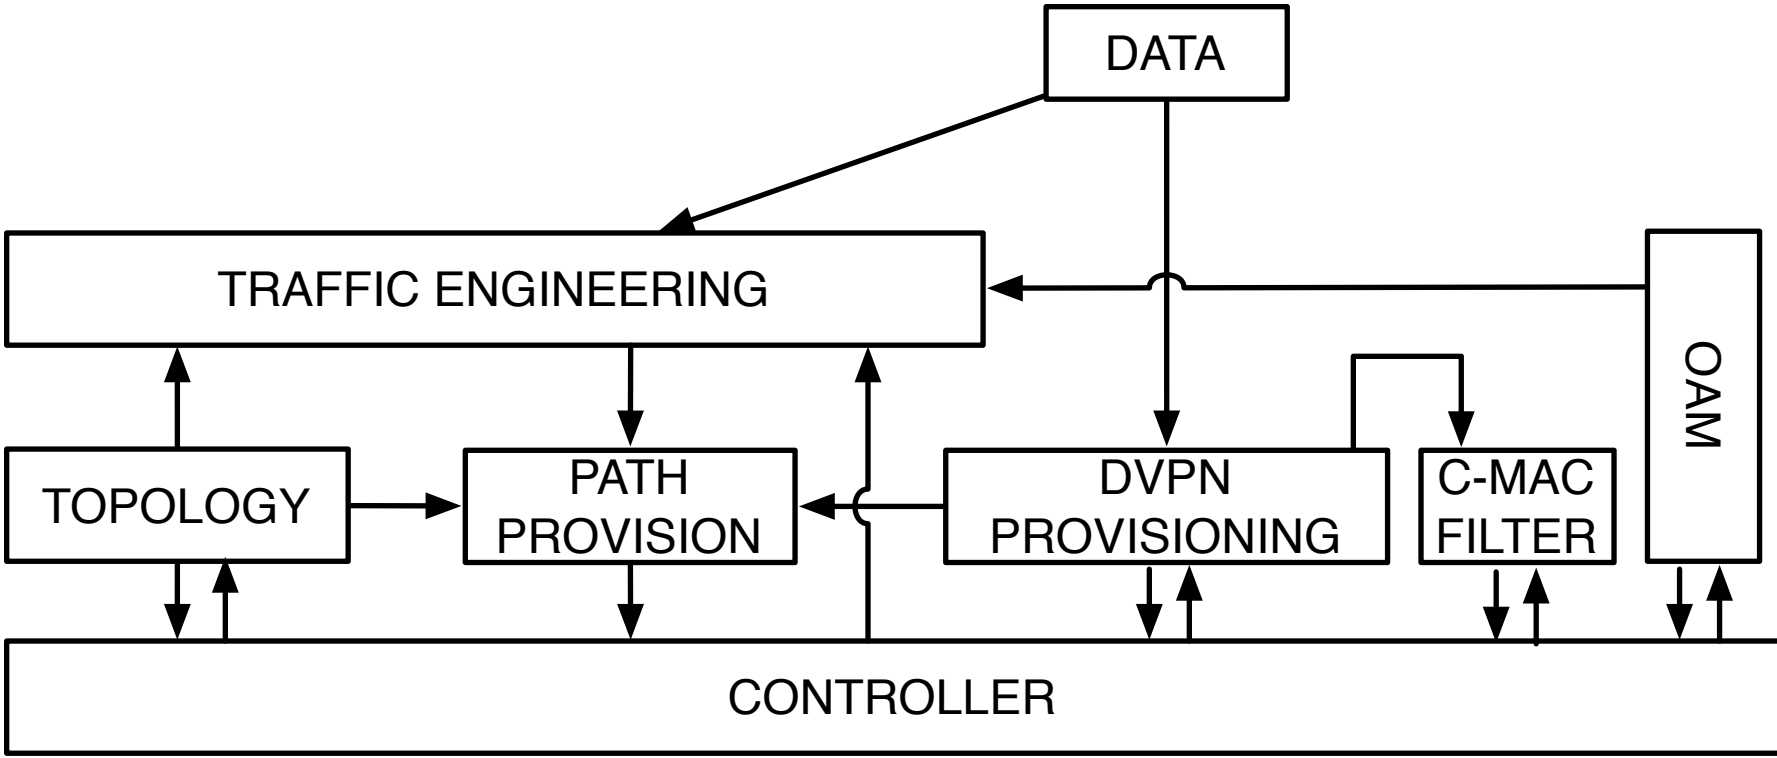 DATA
TRAFFIC ENGINEERING
OAM
TOPOLOGY
PATH
PROVISION
DVPN
PROVISIONING
C-MAC
FILTER
CONTROLLER